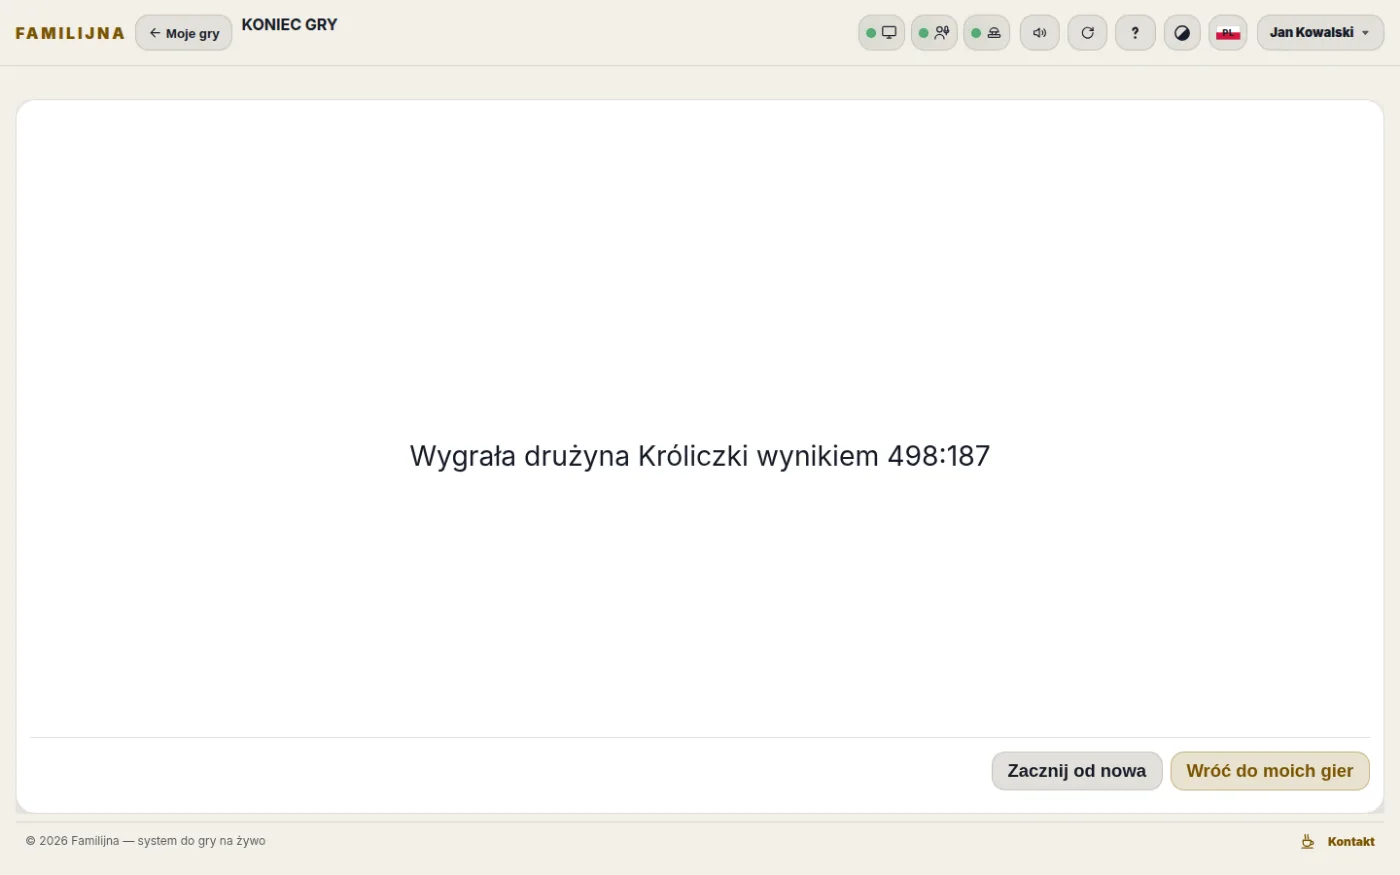 FAMILIJNA
Moje gry
KONIEC GRY
?
PL
Jan Kowalski
Wygrała drużyna Króliczki wynikiem 498:187
Zacznij od nowa
Wróć do moich gier
© 2026 Familijna — system do gry na żywo
Kontakt